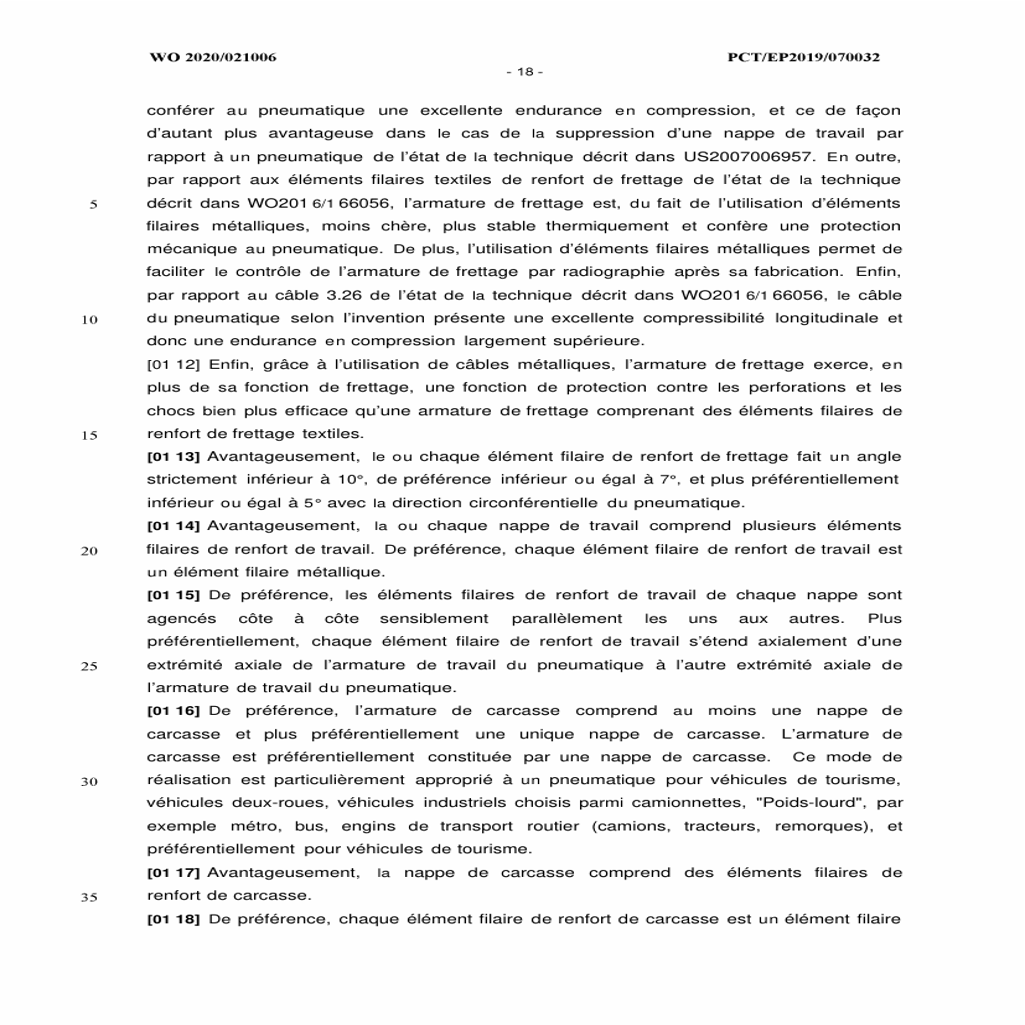 WO 2020/021006 PCT/EP2019/070032
- 18 -
conférer au pneumatique une excellente endurance en compression, et ce de façon
d'autant plus avantageuse dans le cas de la suppression d'une nappe de travail par
rapport à un pneumatique de l'état de la technique décrit dans US2007006957. En outre,
par rapport aux éléments filaires textiles de renfort de frettage de l'état de la technique
5 décrit dans WO201 6/1 66056, l'armature de frettage est, du fait de l'utilisation d'éléments
filaires métalliques, moins chère, plus stable thermiquement et confère une protection
mécanique au pneumatique. De plus, l'utilisation d'éléments filaires métalliques permet de
faciliter le contrôle de l'armature de frettage par radiographie après sa fabrication. Enfin,
par rapport au câble 3.26 de l'état de la technique décrit dans WO201 6/1 66056, le câble
10 du pneumatique selon l'invention présente une excellente compressibilité longitudinale et
donc une endurance en compression largement supérieure.
[01 12] Enfin, grâce à l'utilisation de câbles métalliques, l'armature de frettage exerce, en
plus de sa fonction de frettage, une fonction de protection contre les perforations et les
chocs bien plus efficace qu'une armature de frettage comprenant des éléments filaires de
15 renfort de frettage textiles.
[01 13] Avantageusement, le ou chaque élément filaire de renfort de frettage fait un angle
strictement inférieur à 10°, de préférence inférieur ou égal à 7°, et plus préférentiellement
inférieur ou égal à 5° avec la direction circonférentielle du pneumatique.
[01 14] Avantageusement, la ou chaque nappe de travail comprend plusieurs éléments
20 filaires de renfort de travail. De préférence, chaque élément filaire de renfort de travail est
un élément filaire métallique.
[01 15] De préférence, les éléments filaires de renfort de travail de chaque nappe sont
agencés côte à côte sensiblement parallèlement les uns aux autres. Plus
préférentiellement, chaque élément filaire de renfort de travail s'étend axialement d'une
25 extrémité axiale de l'armature de travail du pneumatique à l'autre extrémité axiale de
l'armature de travail du pneumatique.
[01 16] De préférence, l'armature de carcasse comprend au moins une nappe de
carcasse et plus préférentiellement une unique nappe de carcasse. L'armature de
carcasse est préférentiellement constituée par une nappe de carcasse. Ce mode de
30 réalisation est particulièrement approprié à un pneumatique pour véhicules de tourisme,
véhicules deux-roues, véhicules industriels choisis parmi camionnettes, "Poids-lourd", par
exemple métro, bus, engins de transport routier (camions, tracteurs, remorques), et
préférentiellement pour véhicules de tourisme.
[01 17] Avantageusement, la nappe de carcasse comprend des éléments filaires de
35 renfort de carcasse.
[01 18] De préférence, chaque élément filaire de renfort de carcasse est un élément filaire